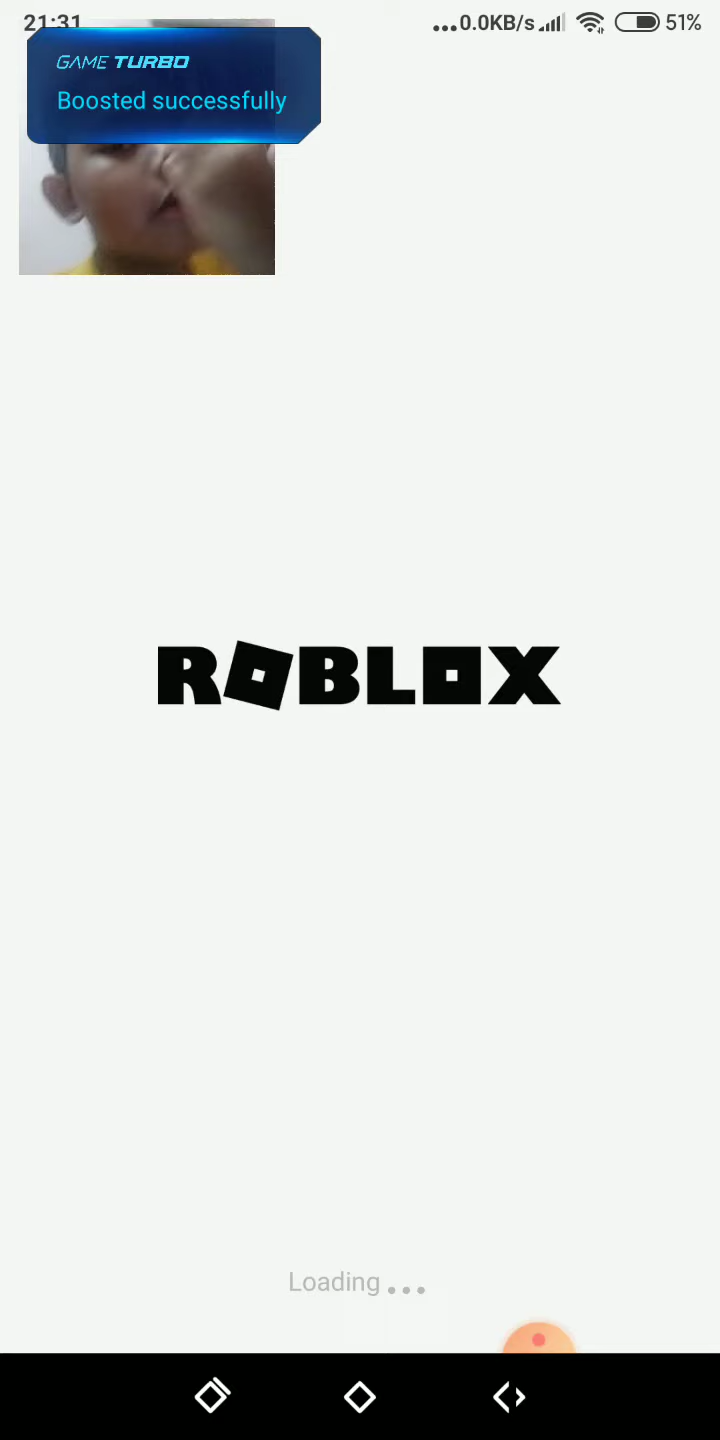 21:31
...0.0KB/s 51%
GAME TURBO
Boosted successfully
ROBLOX
Loading...